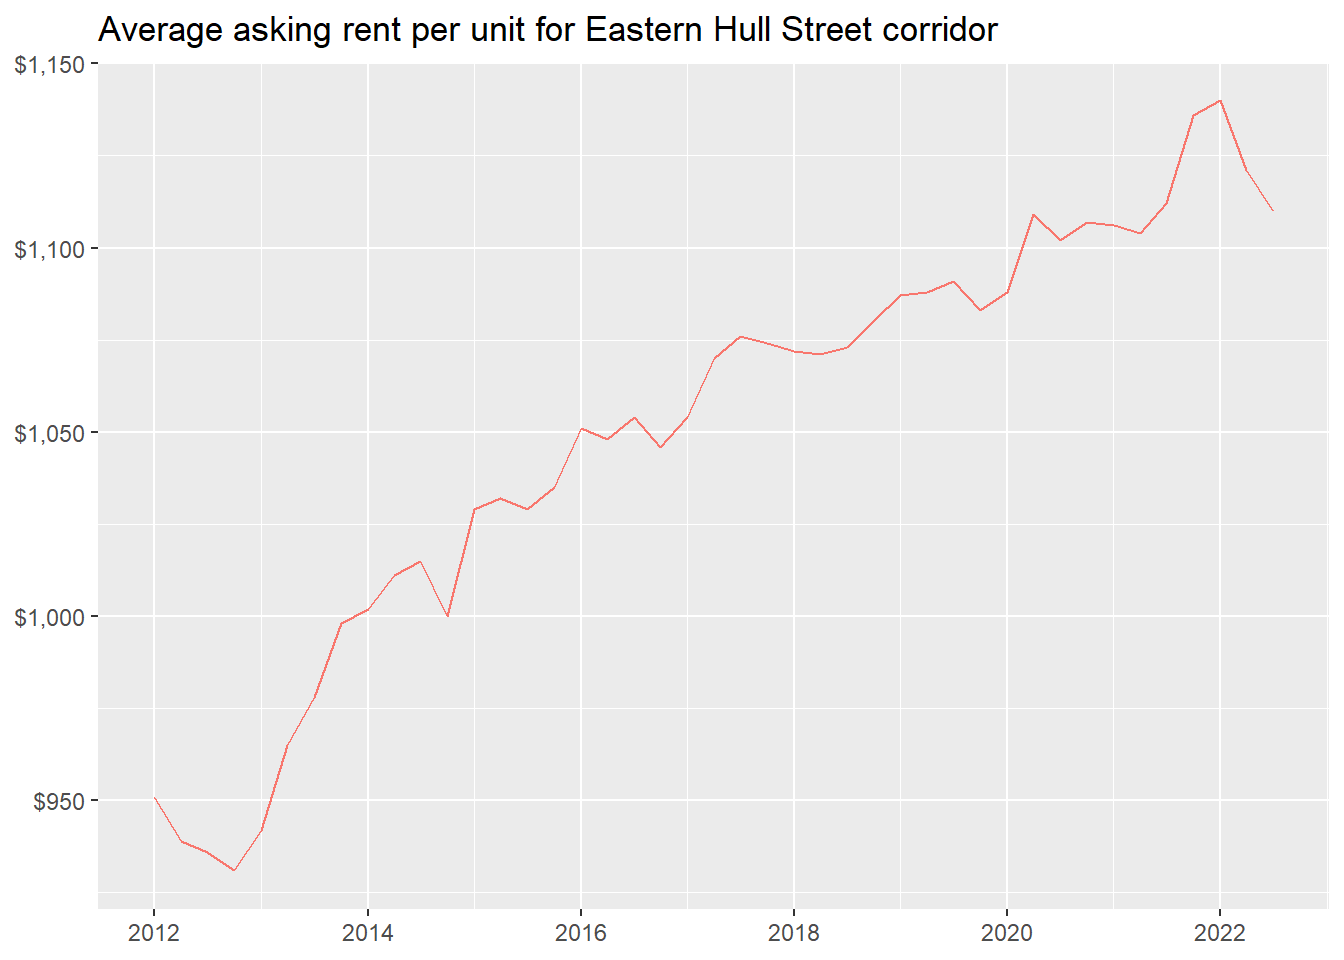 Average asking rent per unit for Eastern Hull Street corridor
$1,150
$1,100
$1,050
$1,000
$950
2012 2014 2016 2018 2020 2022